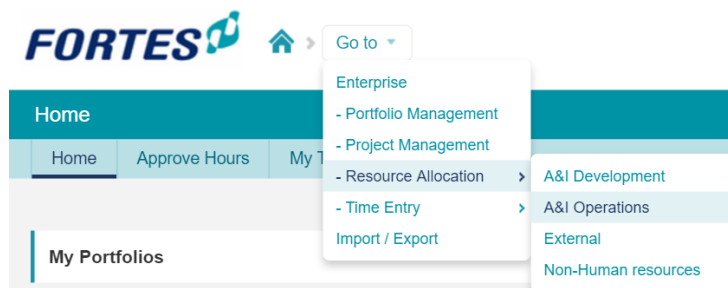 FORTES
Go to
Enterprise
Home
- Portfolio Management
- Project Management
Home Approve Hours My
- Resource Allocation
A&I Development
- Time Entry
A&I Operations
Import / Export
External
My Portfolios
Non-Human resources